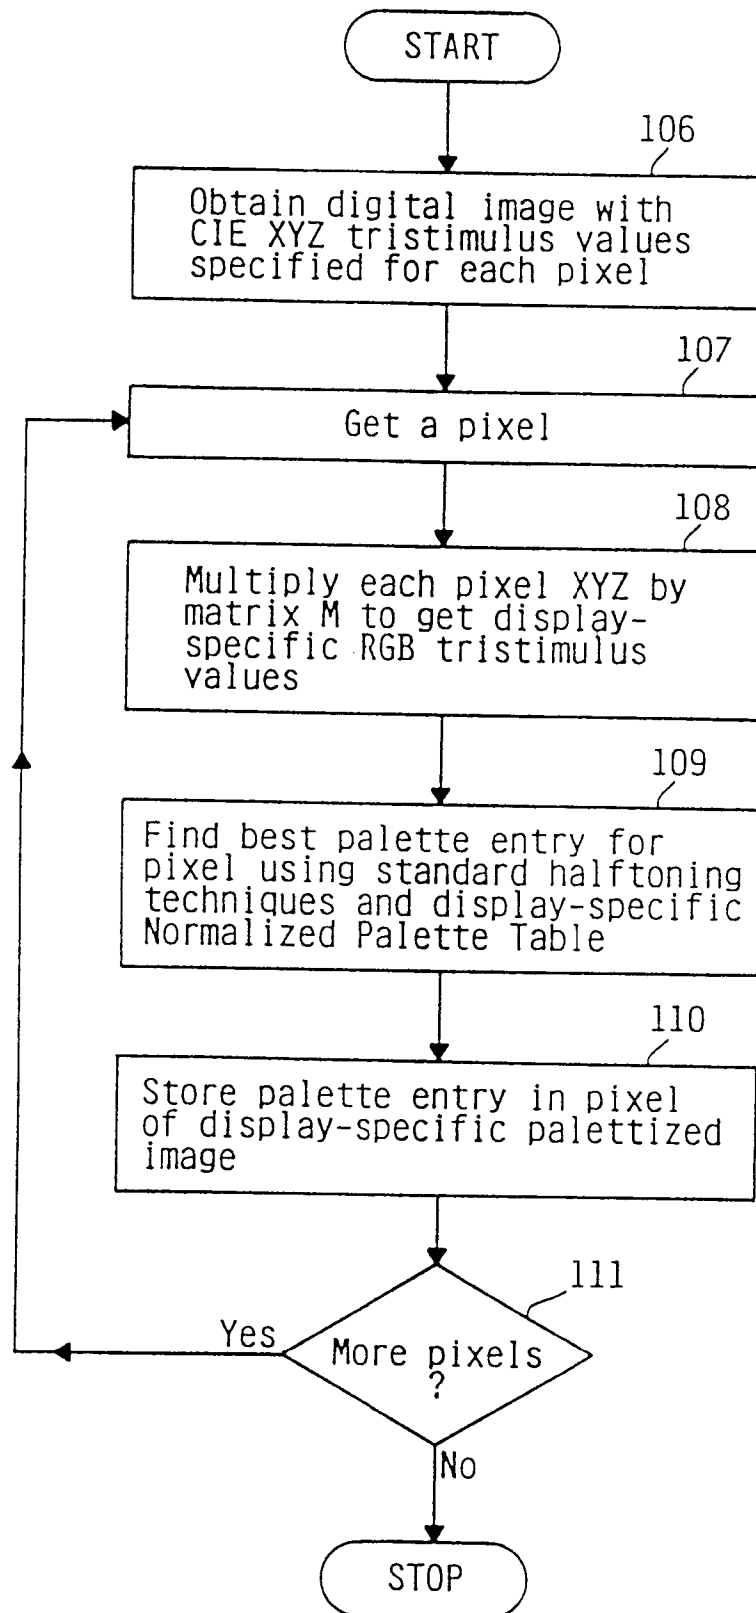 START
106
Obtain digital image with
CIE XYZ tristimulus values
specified for each pixel
107
Get a pixel
108
Multiply each pixel XYZ by
matrix M to get display-
specific RGB tristimulus
values
109
Find best palette entry for
pixel using standard halftoning
techniques and display-specific
Normalized Palette Table
110
Store palette entry in pixel
of display-specific palettized
image
111
Yes
More pixels
?
No
STOP